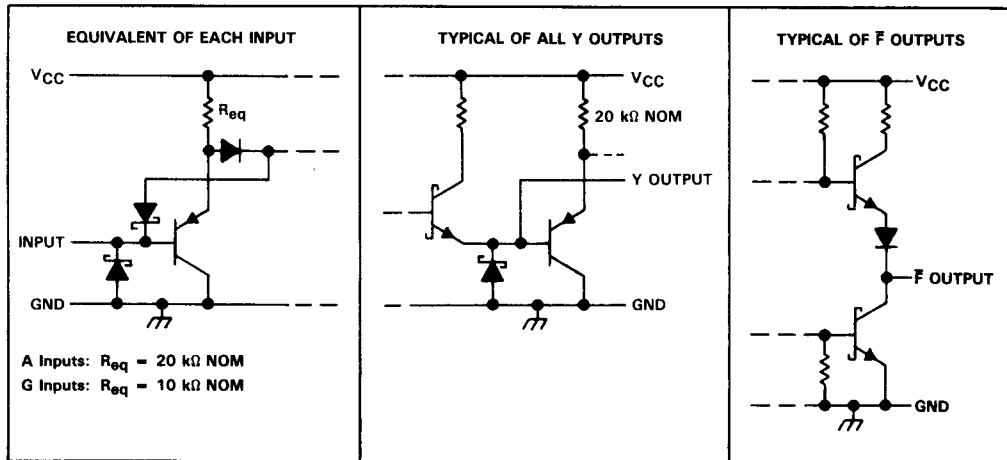 EQUIVALENT OF EACH INPUT
VCC
Req
INPUT
GND
A Inputs: Req = 20 kΩ NOM
G Inputs: Req = 10 kΩ NOM
TYPICAL OF ALL Y OUTPUTS
VCC
20 kΩ NOM
Y OUTPUT
GND
TYPICAL OF F̅ OUTPUTS
VCC
F̅ OUTPUT
GND